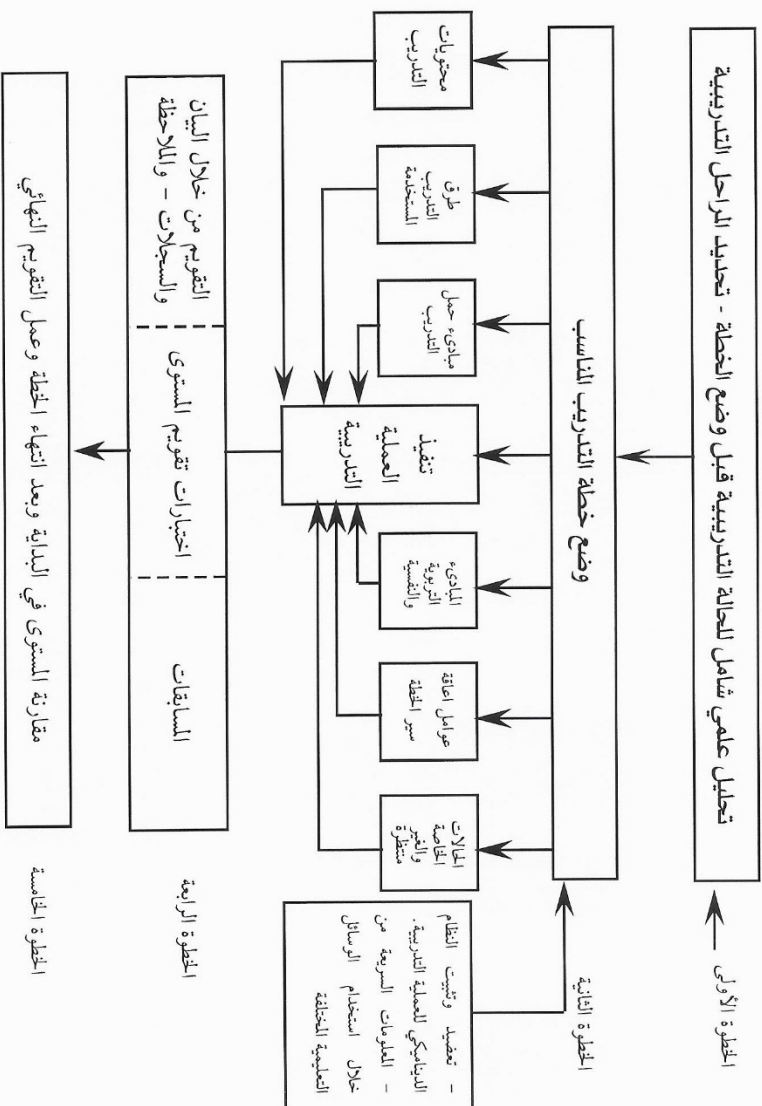 الخطوة الأولى
تحليل علمي شامل للحالة التدريبية قبل وضع الخطة - تحديد المراحل التدريبية
الخطوة الثانية
وضع خطة التدريب المناسب
- تعضيد وتثبيت النظام
الديناميكي للعملية التدريبية.
- المعلومات السريعة من
خلال استخدام الوسائل
التعليمية المختلفة
الحالات
الخاصة
والغير
منتظرة
عوامل اعاقة
سير الخطة
المبادىء
التربوية
والنفسية
مبادىء حمل
التدريب
طرق
التدريب
المستخدمة
محتويات
التدريب
تنفيذ
العملية
التدريبية
الخطوة الرابعة
المسابقات
اختبارات تقويم المستوى
التقويم من خلال البيان
والسجلات - والملاحظة
الخطوة الخامسة
مقارنة المستوى في البداية وبعد انتهاء الخطة وعمل التقويم النهائي